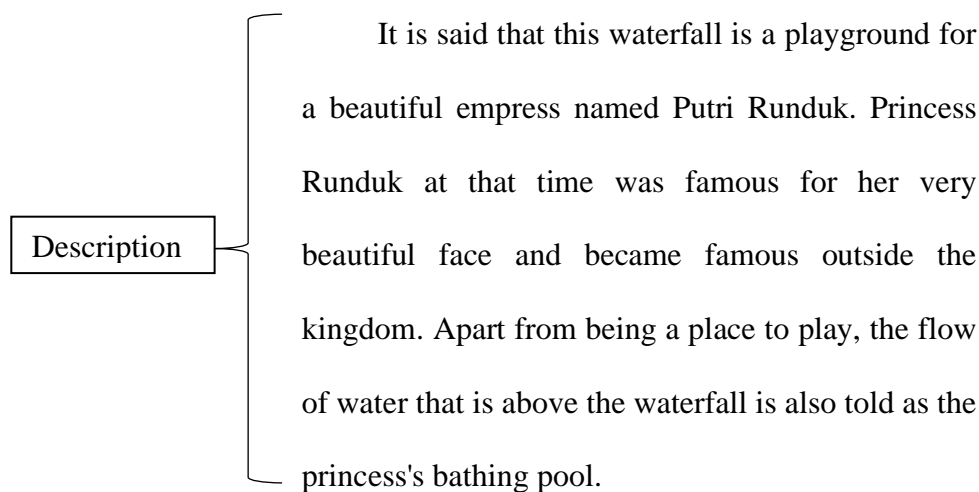 It is said that this waterfall is a playground for
a beautiful empress named Putri Runduk. Princess
Runduk at that time was famous for her very
Description
beautiful face and became famous outside the
kingdom. Apart from being a place to play, the flow
of water that is above the waterfall is also told as the
princess's bathing pool.